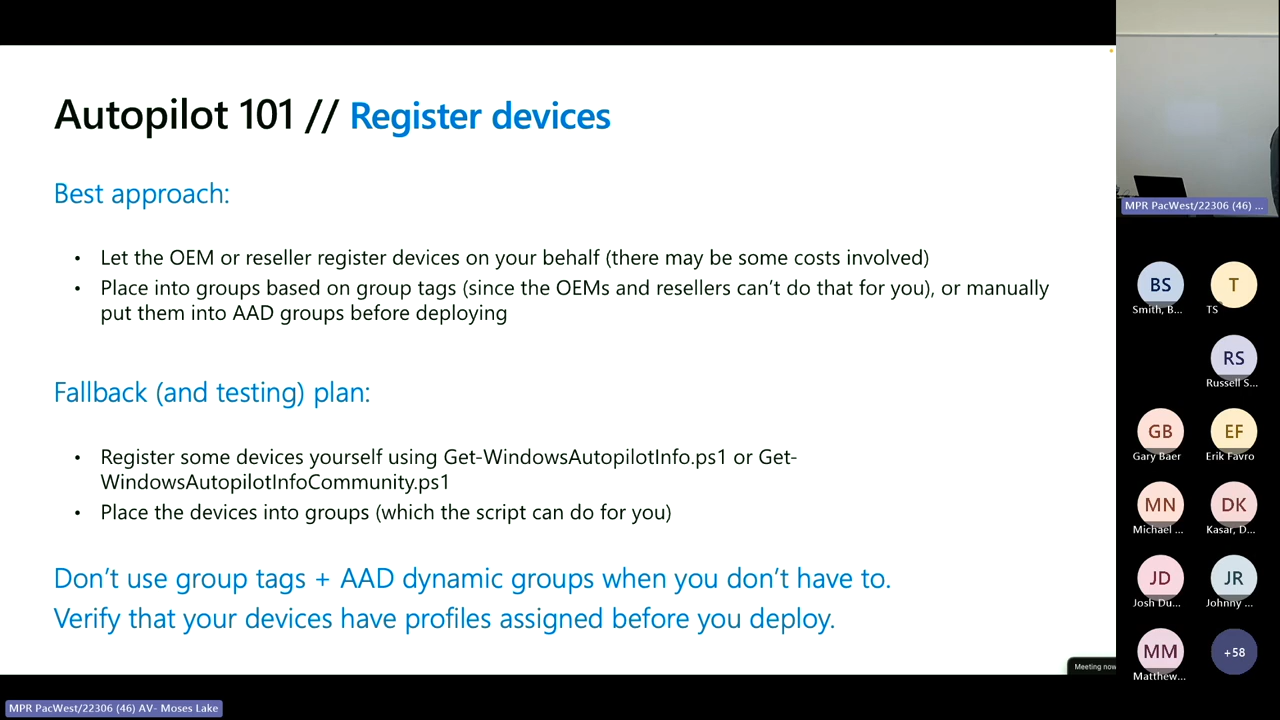 Autopilot 101 // Register devices
Best approach:
• Let the OEM or reseller register devices on your behalf (there may be some costs involved)
• Place into groups based on group tags (since the OEMs and resellers can't do that for you), or manually
put them into AAD groups before deploying
Fallback (and testing) plan:
• Register some devices yourself using Get-WindowsAutopilotInfo.ps1 or Get-
WindowsAutopilotInfoCommunity.ps1
• Place the devices into groups (which the script can do for you)
Don't use group tags + AAD dynamic groups when you don't have to.
Verify that your devices have profiles assigned before you deploy.
Meeting now
MPR PacWest/22306 (46) AV- Moses Lake
MPR PacWest/22306 (46) ...
BS
Smith, B...
T
TS
RS
Russell S...
GB
Gary Baer
EF
Erik Favro
MN
Michael ...
DK
Kasar, D...
JD
Josh Du...
JR
Johnny ...
MM
Matthew...
+58